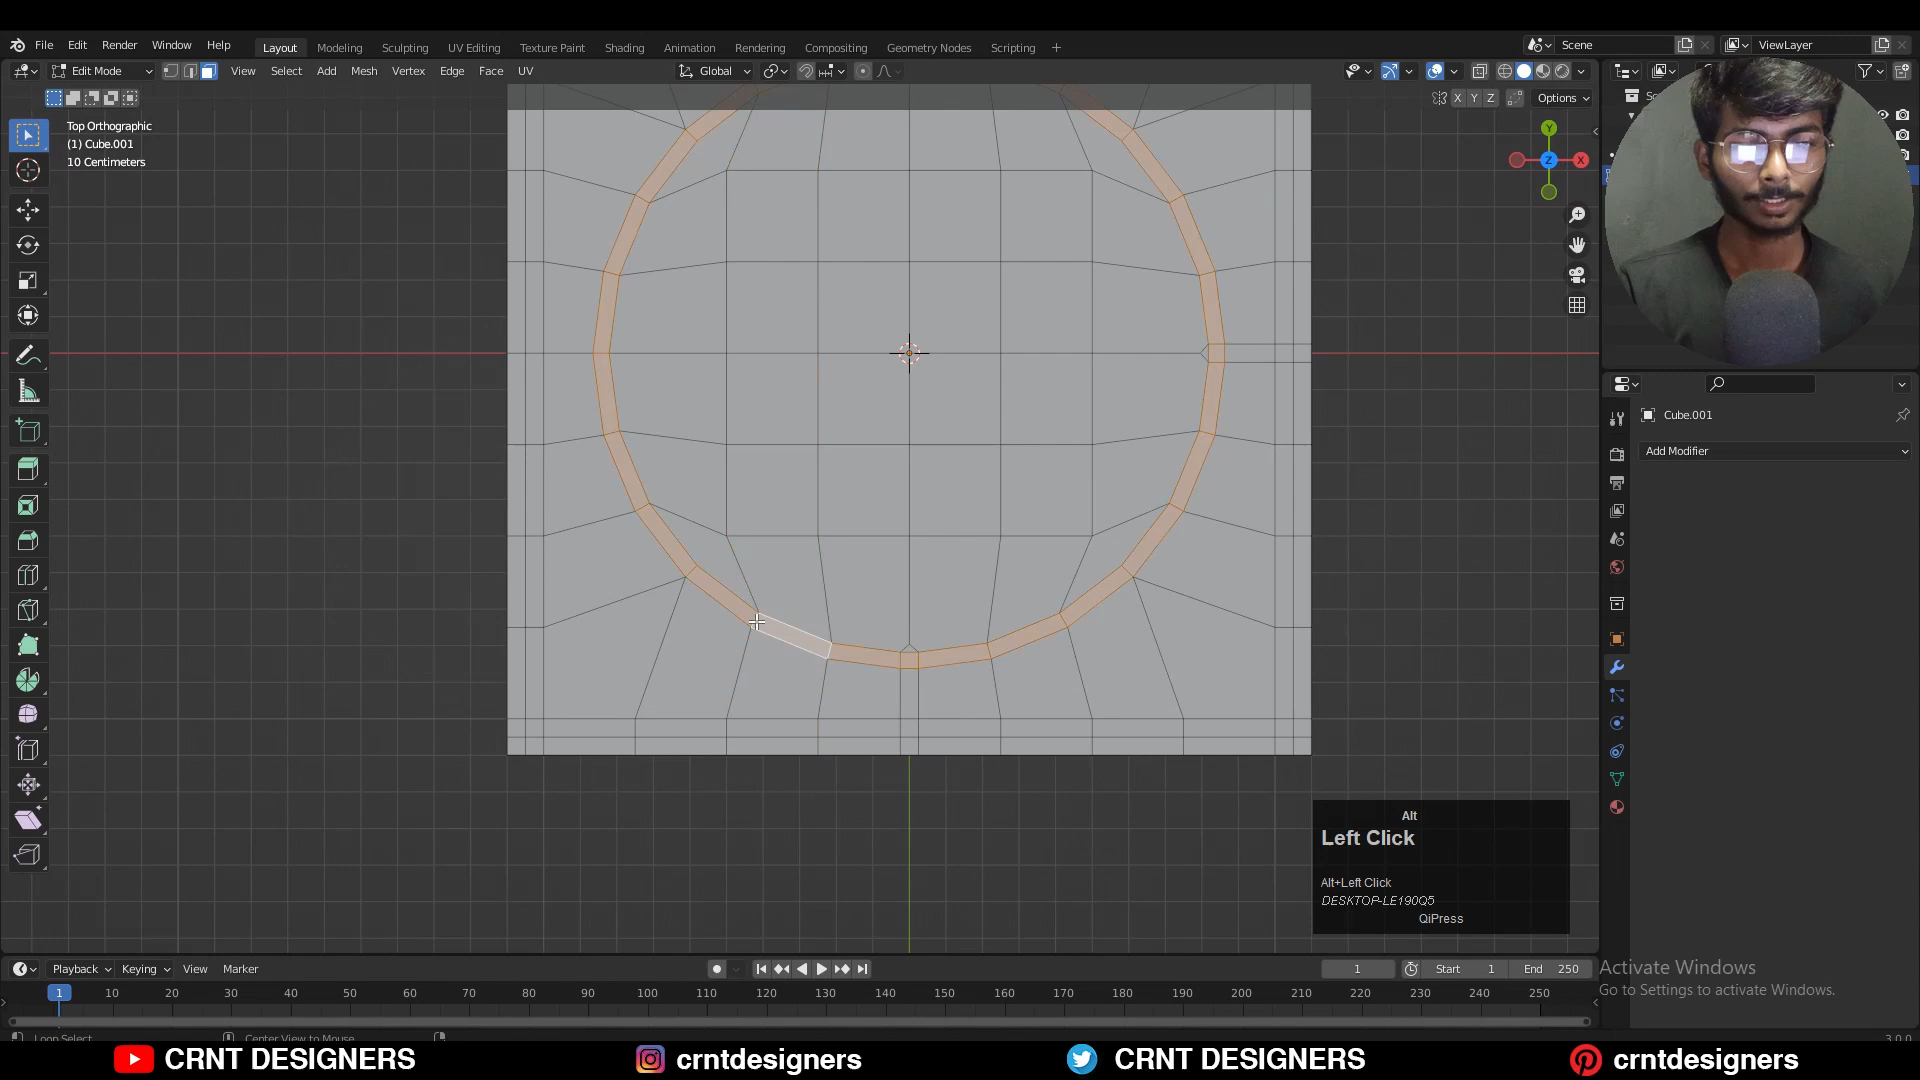 File Edit Render Window Help Layout Modeling Sculpting UV Editing Texture Paint Shading Animation Rendering Compositing Geometry Nodes Scripting + Scene ViewLayer
Edit Mode View Select Add Mesh Vertex Edge Face UV Global
X Y Z Options
Top Orthographic
(1) Cube.001
10 Centimeters
Y
Z X
Cube.001
Add Modifier
Alt
Left Click
Alt+Left Click
DESKTOP-LE190Q5
QiPress
Activate Windows
Go to Settings to activate Windows.
Playback Keying View Marker 1 Start 1 End 250
1 10 20 30 40 50 60 70 80 90 100 110 120 130 140 150 160 170 180 190 200 210 220 230 240 250
Loop Select Center View to Mouse 3.0.0
CRNT DESIGNERS crntdesigners CRNT DESIGNERS crntdesigners